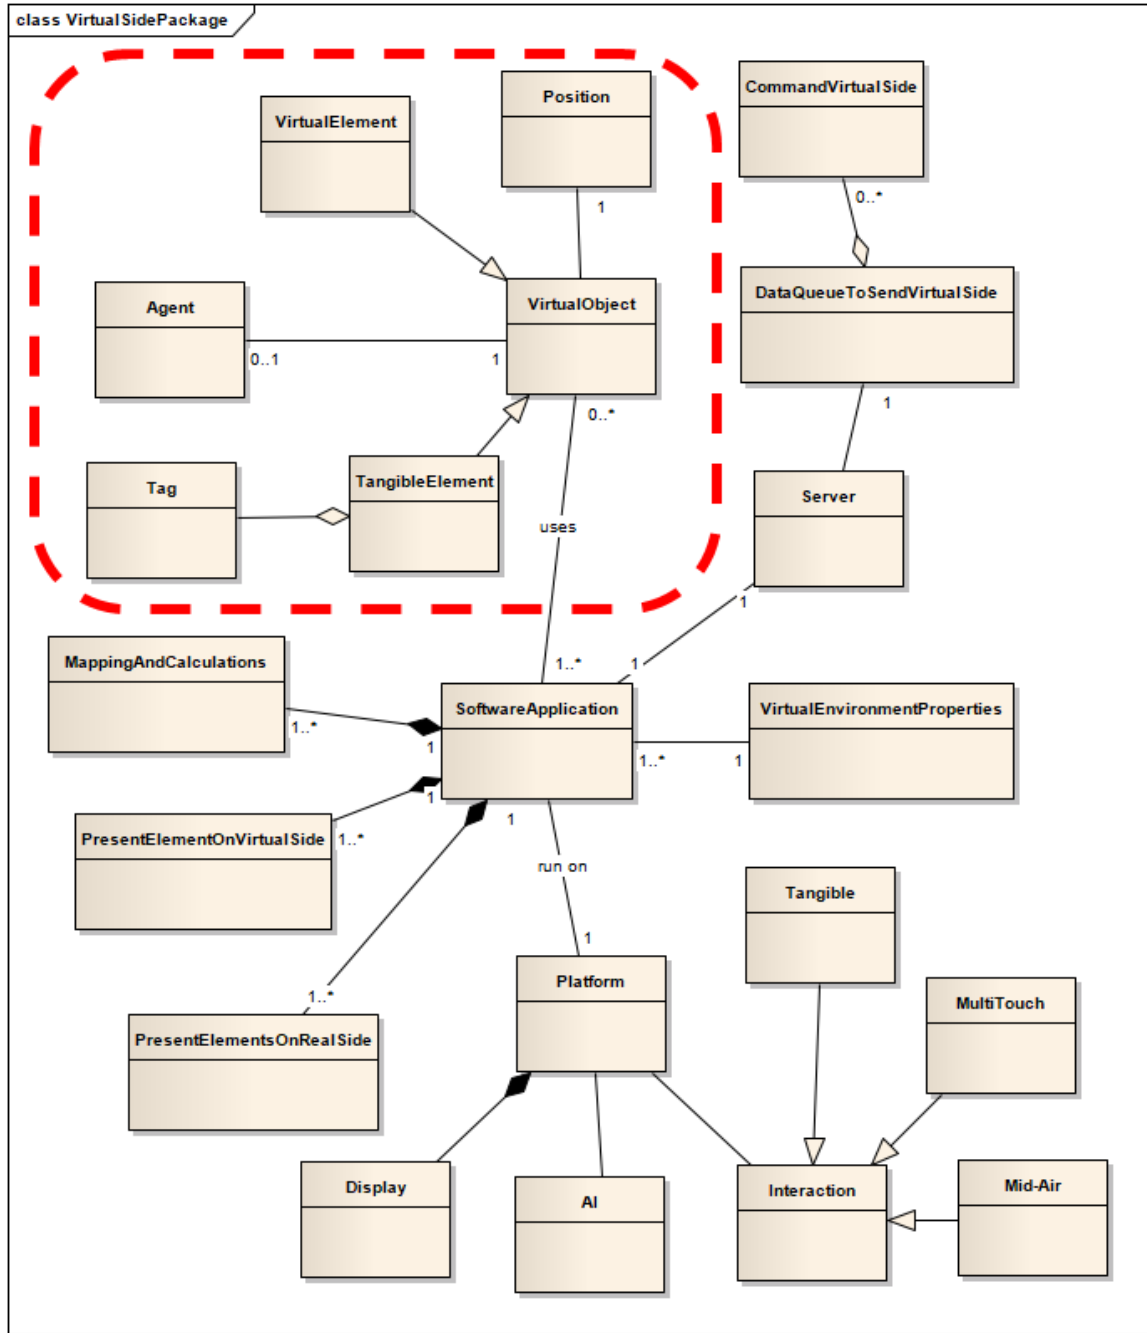 class VirtualSidePackage
Position
CommandVirtualSide
VirtualElement
1
0..*
Agent
VirtualObject
DataQueueToSendVirtualSide
0..1
1
0..*
1
Tag
TangibleElement
Server
uses
1
MappingAndCalculations
1..*
1
SoftwareApplication
VirtualEnvironmentProperties
1..*
1
1..*
1
1
PresentElementOnVirtualSide
1..*
1
run on
Tangible
1
Platform
MultiTouch
1..*
PresentElementsOnRealSide
Display
AI
Interaction
Mid-Air